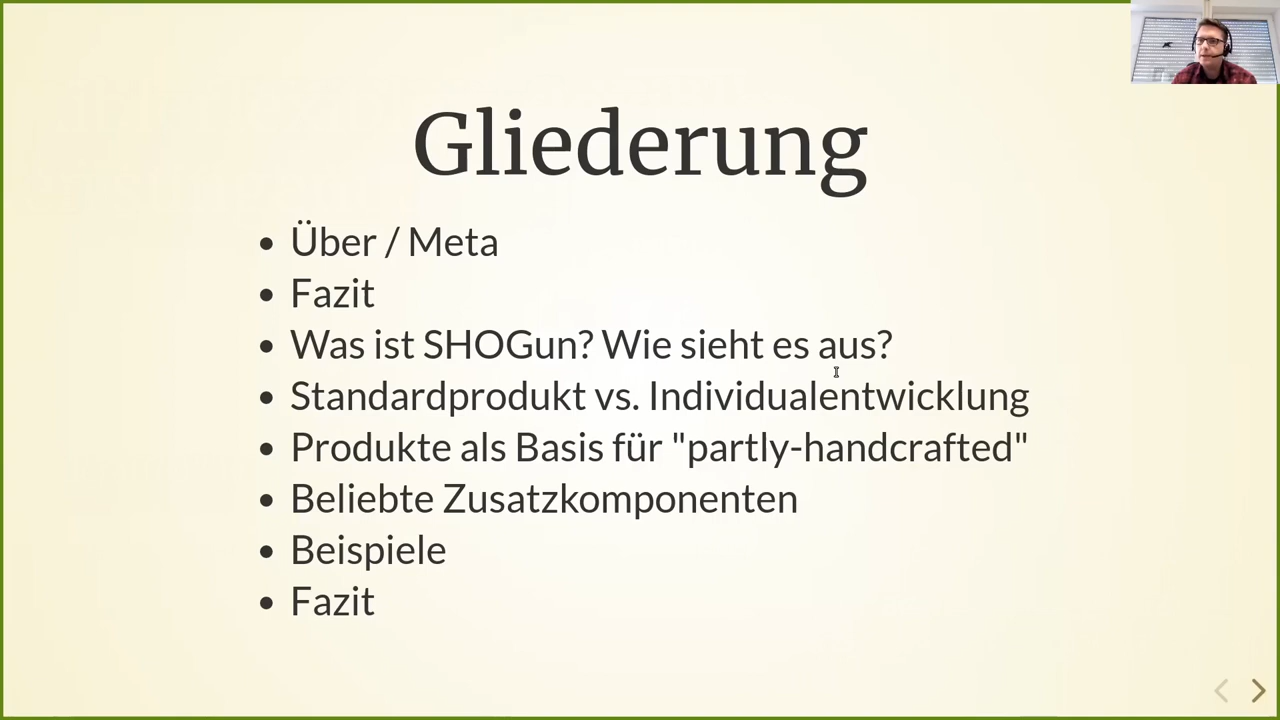 Gliederung
Über / Meta
Fazit
Was ist SHOGun? Wie sieht es aus?
Standardprodukt vs. Individualentwicklung
Produkte als Basis für "partly-handcrafted"
Beliebte Zusatzkomponenten
Beispiele
Fazit